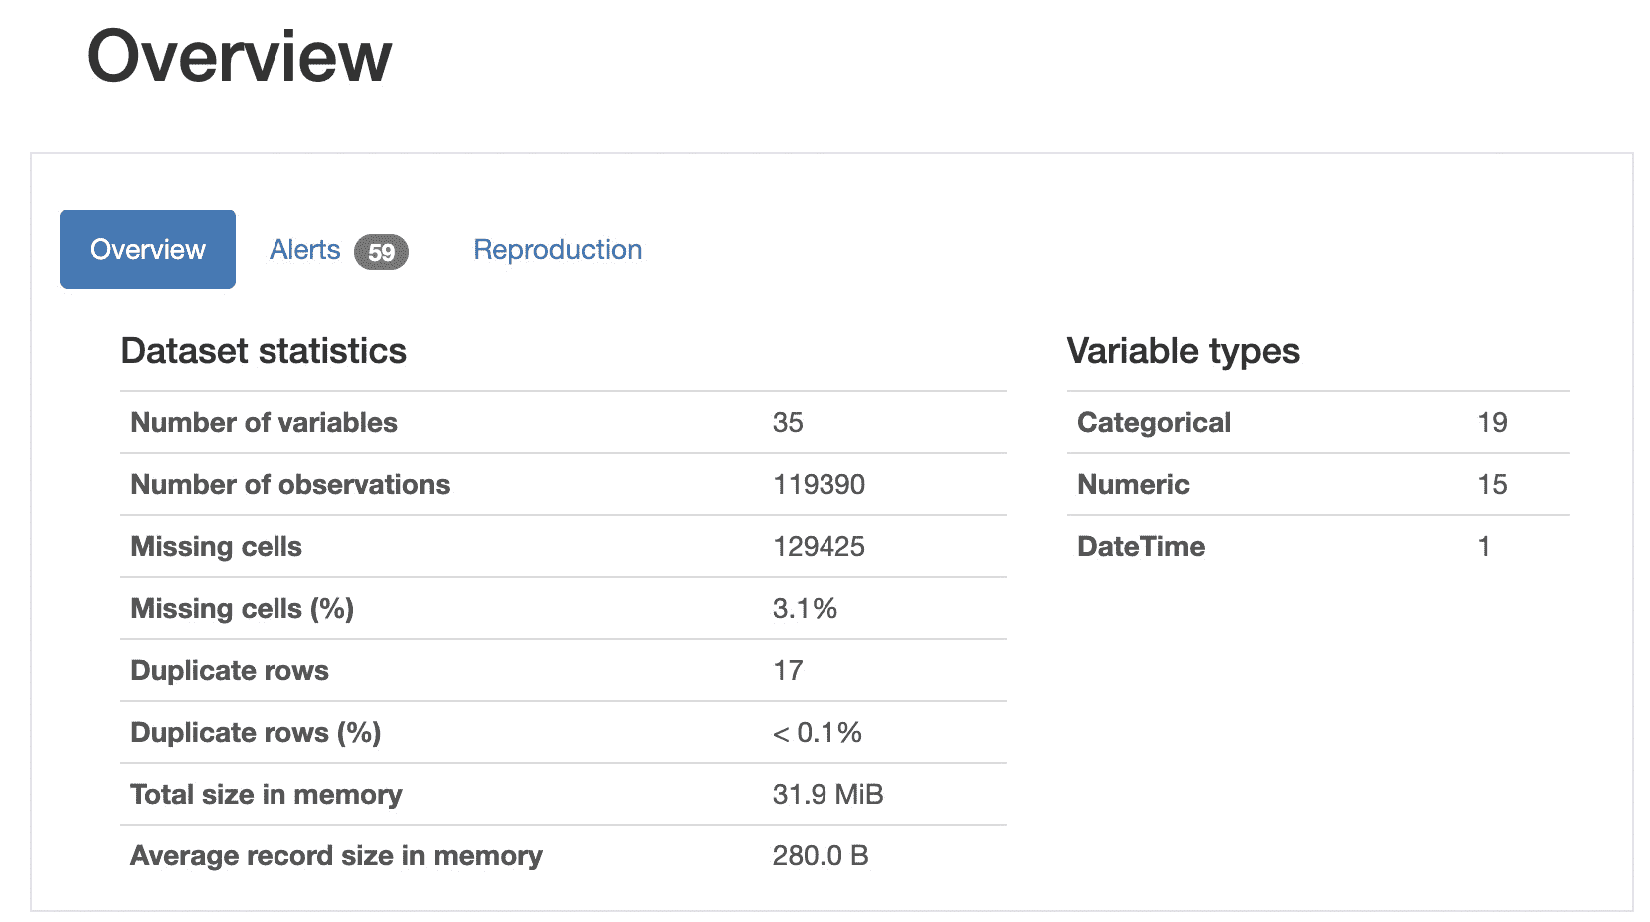 Overview
Overview Alerts 59 Reproduction
Dataset statistics
Number of variables 35
Number of observations 119390
Missing cells 129425
Missing cells (%) 3.1%
Duplicate rows 17
Duplicate rows (%) < 0.1%
Total size in memory 31.9 MiB
Average record size in memory 280.0 B
Variable types
Categorical 19
Numeric 15
DateTime 1